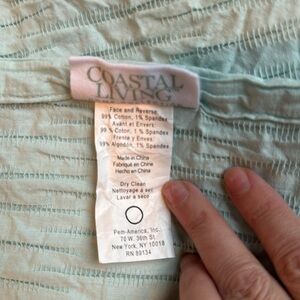 COASTAL
LIVING
Face and Reverse
99% Cotton, 1% Spandex
Avant et Envers
99% Coton, 1% Spandex
Frente y Enves
99% Algodon, 1% Spandex
Made in China
Fabriqué en Chine
Hecho en China
Dry Clean
Nettoyage a sec
Lavar a seco
Pem-America, Inc.
70 W. 36th St.
New York, NY 10018
RN 89134